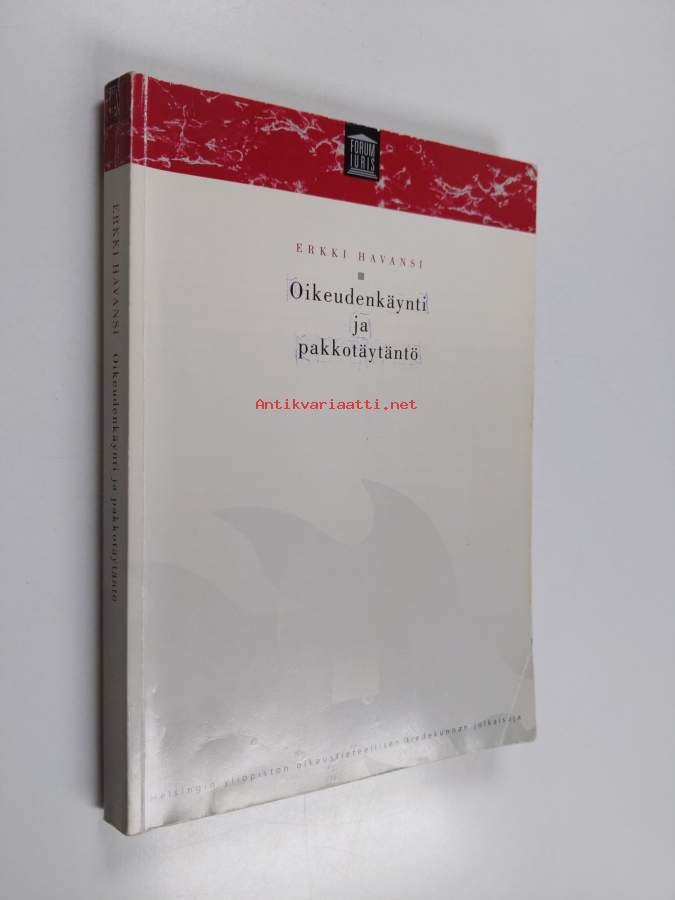 FORUM
IURIS
ERKKI HAVANSI
Oikeudenkäynti
ja
pakkotäytäntö
Antikvariaatti.net
ERKKI HAVANSI Oikeudenkäynti ja pakkotäytäntö
Helsingin yliopiston oikeustieteellisen tiedekunnan julkaisuja